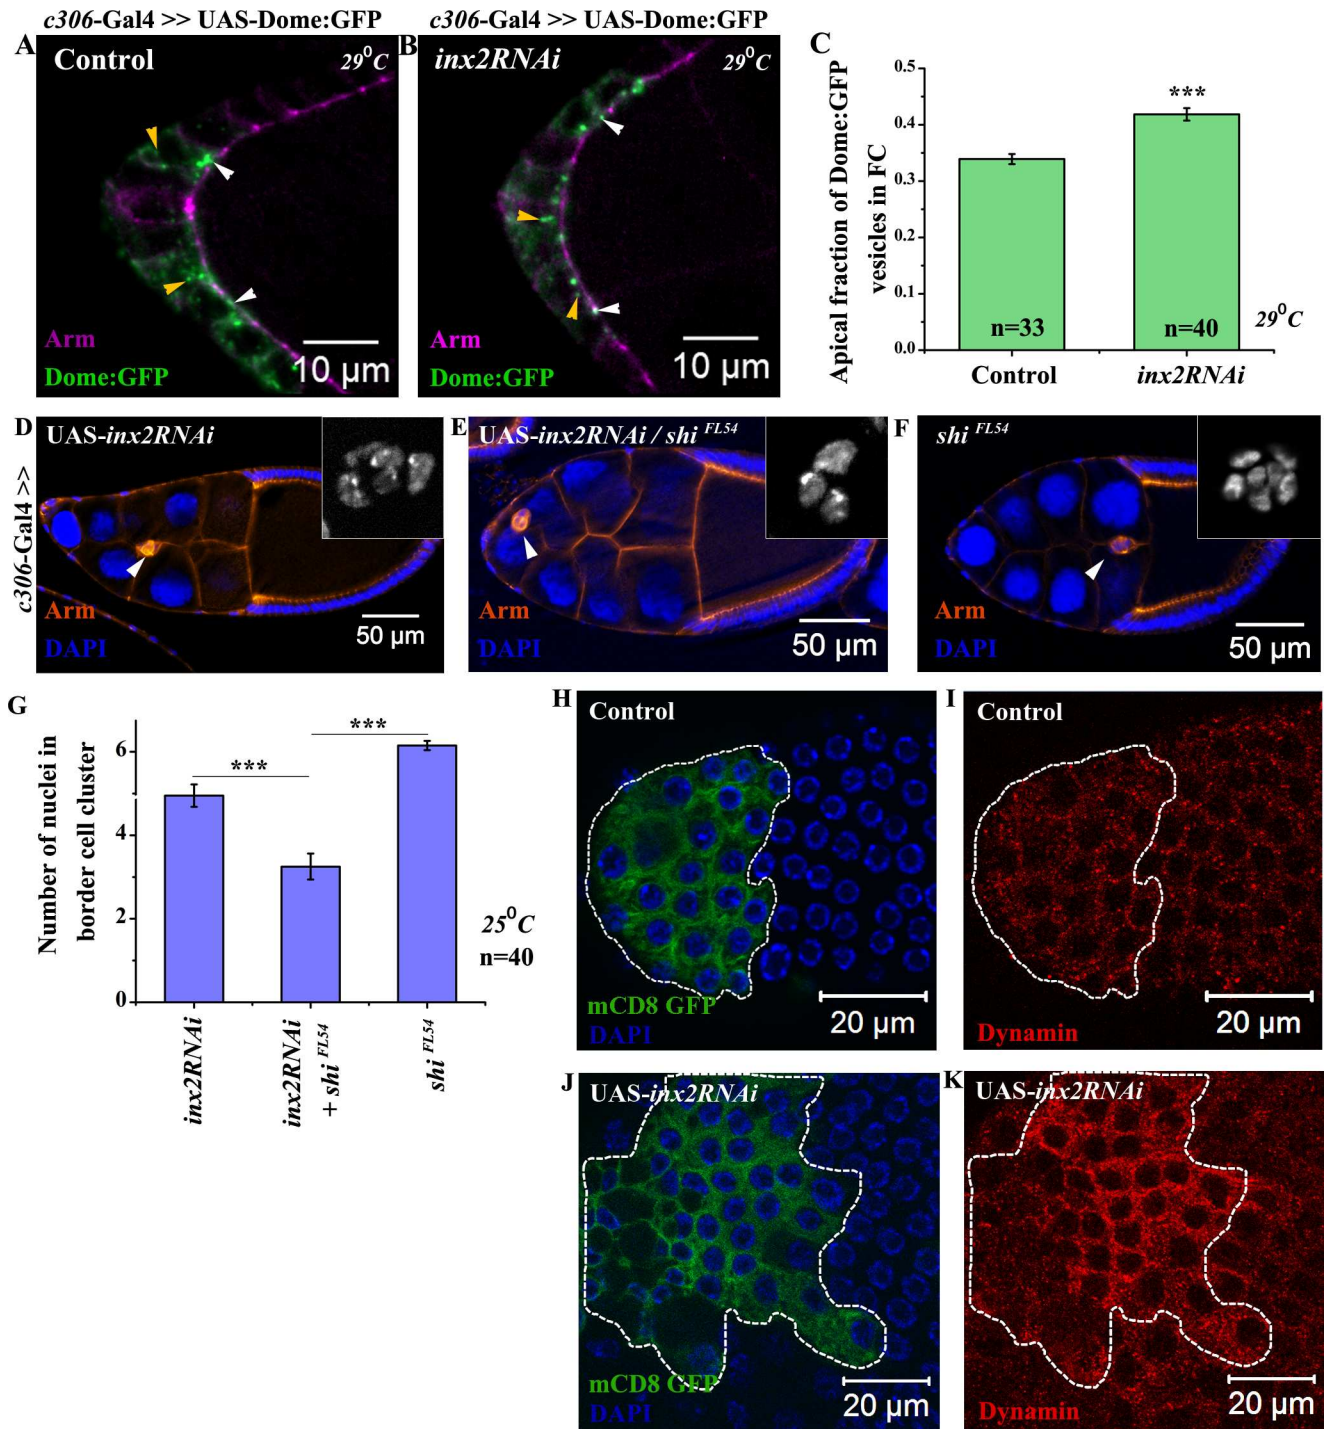 c306-Gal4 >> UAS-Dome:GFP
c306-Gal4 >> UAS-Dome:GFP
A
Control
29⁰C
Arm
Dome:GFP
10 µm
B
inx2RNAi
29⁰C
Arm
Dome:GFP
10 µm
C
Apical fraction of Dome:GFP
vesicles in FC
0.5
0.4
0.3
0.2
0.1
0.0
***
n=33
n=40
29⁰C
Control
inx2RNAi
c306-Gal4 >>
D
UAS-inx2RNAi
Arm
DAPI
50 µm
E
UAS-inx2RNAi / shi FL54
Arm
DAPI
50 µm
F
shi FL54
Arm
DAPI
50 µm
G
Number of nuclei in
border cell cluster
6
4
2
0
***
***
25⁰C
n=40
inx2RNAi
inx2RNAi
+ shi FL54
shi FL54
H
Control
mCD8 GFP
DAPI
20 µm
I
Control
Dynamin
20 µm
J
UAS-inx2RNAi
mCD8 GFP
DAPI
20 µm
K
UAS-inx2RNAi
Dynamin
20 µm